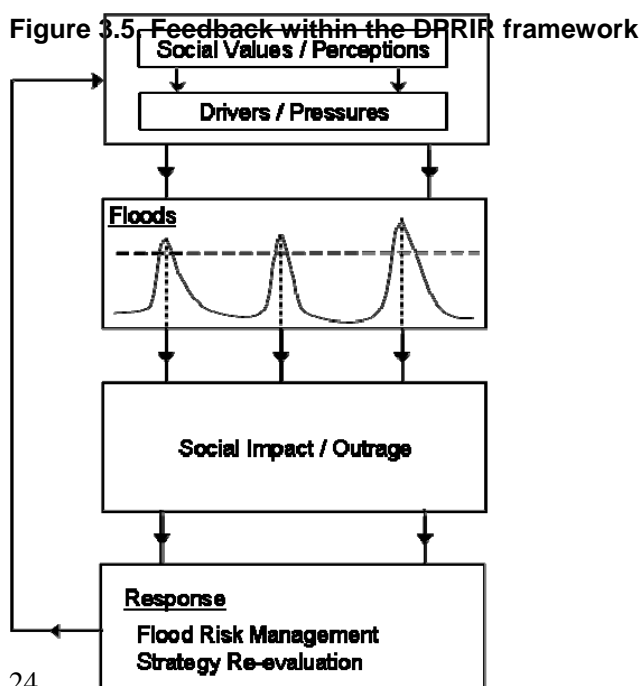 Figure 3.5. Feedback within the DPRIR framework
Social Values / Perceptions
Drivers / Pressures
Floods
Social Impact / Outrage
Response
Flood Risk Management
Strategy Re-evaluation
24